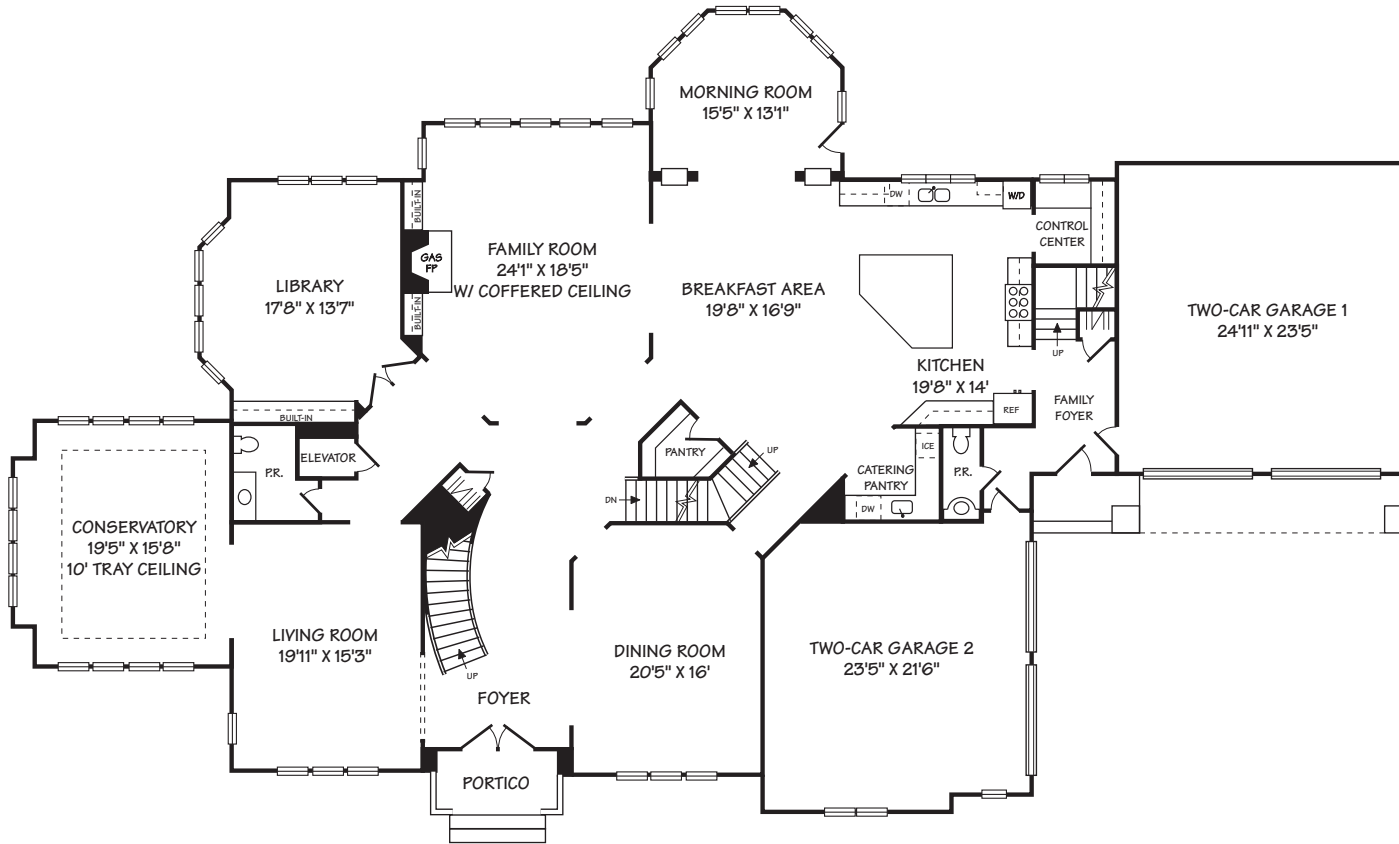 MORNING ROOM
15'5" X 13'1"
DW
W/D
BUILT-IN
CONTROL
CENTER
GAS
FP
FAMILY ROOM
24'1" X 18'5"
W/ COFFERED CEILING
LIBRARY
17'8" X 13'7"
BREAKFAST AREA
19'8" X 16'9"
TWO-CAR GARAGE 1
24'11" X 23'5"
BUILT-IN
UP
KITCHEN
19'8" X 14'
REF
FAMILY
FOYER
BUILT-IN
P.R.
ELEVATOR
PANTRY
UP
ICE
CATERING
PANTRY
P.R.
DN
DW
CONSERVATORY
19'5" X 15'8"
10' TRAY CEILING
LIVING ROOM
19'11" X 15'3"
UP
DINING ROOM
20'5" X 16'
TWO-CAR GARAGE 2
23'5" X 21'6"
FOYER
PORTICO